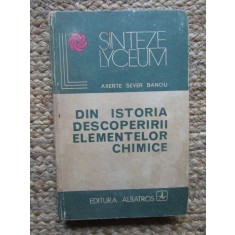 SINTEZE
LYCEUM
AXENTE SEVER BANCIU
DIN ISTORIA
DESCOPERIRII
ELEMENTELOR
CHIMICE
EDITURA ALBATROS